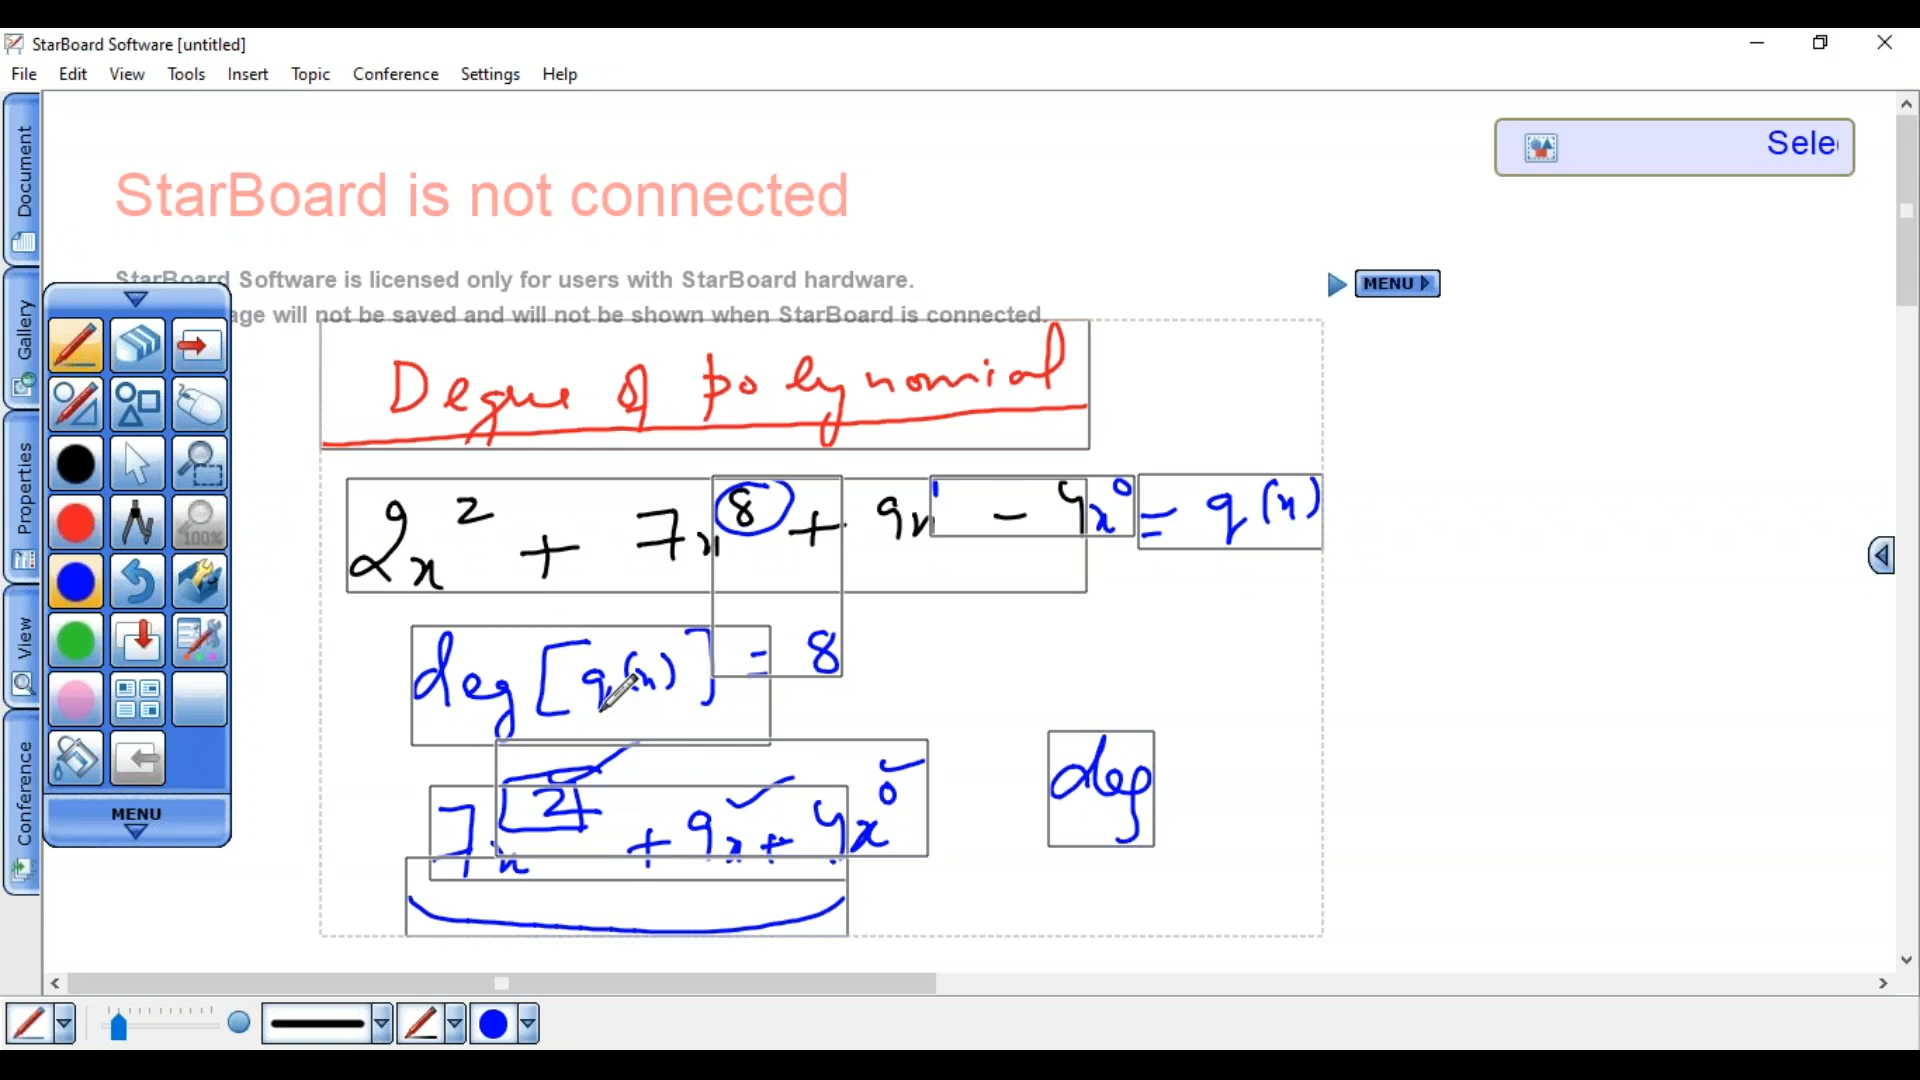 StarBoard Software [untitled]
File Edit View Tools Insert Topic Conference Settings Help
Document
Gallery
Properties
View
Conference
Sele
StarBoard is not connected
StarBoard Software is licensed only for users with StarBoard hardware.
age will not be saved and will not be shown when StarBoard is connected.
MENU
Degree of polynomial
2x² + 7x⁸ + 9x¹ - 4x⁰ = q(x)
deg [q(x)] = 8
deg
7x² + 9x + 4x⁰
100%
MENU